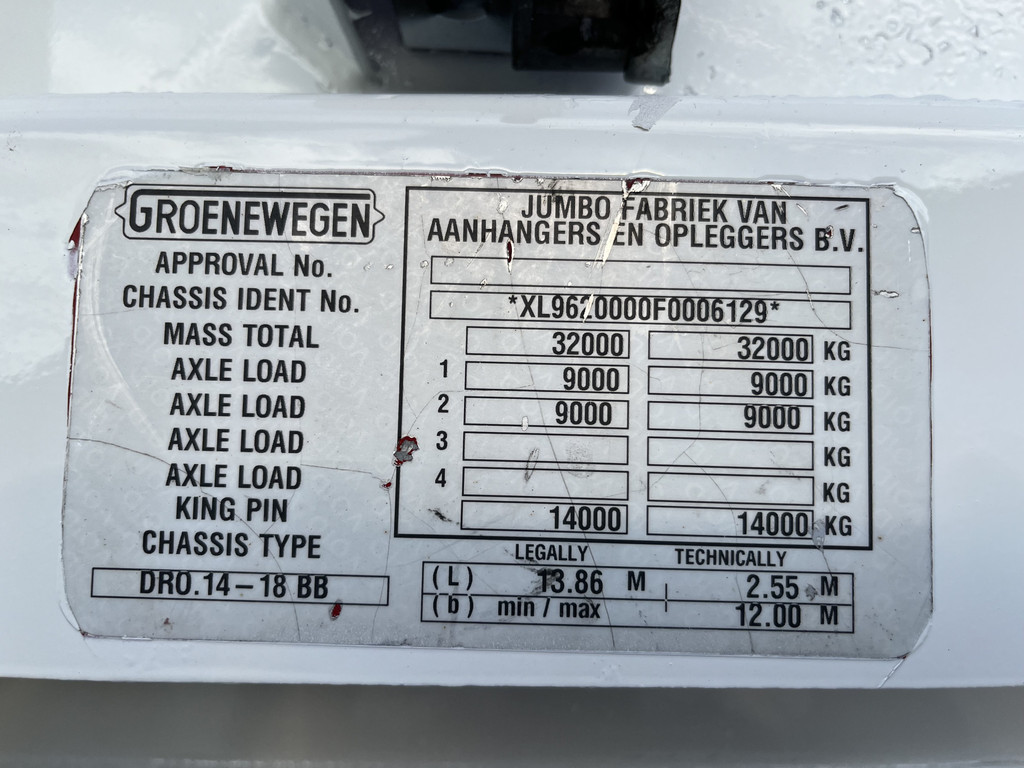 GROENEWEGEN
JUMBO FABRIEK VAN
AANHANGERS EN OPLEGGERS B.V.
APPROVAL No.
CHASSIS IDENT No. *XL9620000F0006129*
MASS TOTAL 32000 32000 KG
AXLE LOAD 1 9000 9000 KG
AXLE LOAD 2 9000 9000 KG
AXLE LOAD 3 KG
AXLE LOAD 4 KG
KING PIN 14000 14000 KG
CHASSIS TYPE LEGALLY TECHNICALLY
DRO.14-18 BB
(L) 13.86 M 2.55 M
(b) min / max 12.00 M